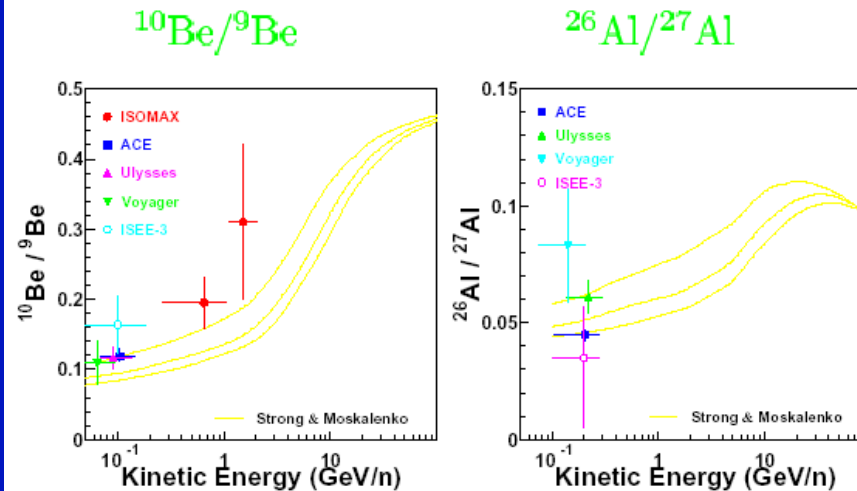 ¹⁰Be/⁹Be
0.5
0.4
0.3
0.2
0.1
0
¹⁰Be / ⁹Be
ISOMAX
ACE
Ulysses
Voyager
ISEE-3
Strong & Moskalenko
10⁻¹
1
10
Kinetic Energy (GeV/n)
²⁶Al/²⁷Al
0.15
0.1
0.05
0
²⁶Al / ²⁷Al
ACE
Ulysses
Voyager
ISEE-3
Strong & Moskalenko
10⁻¹
1
10
Kinetic Energy (GeV/n)